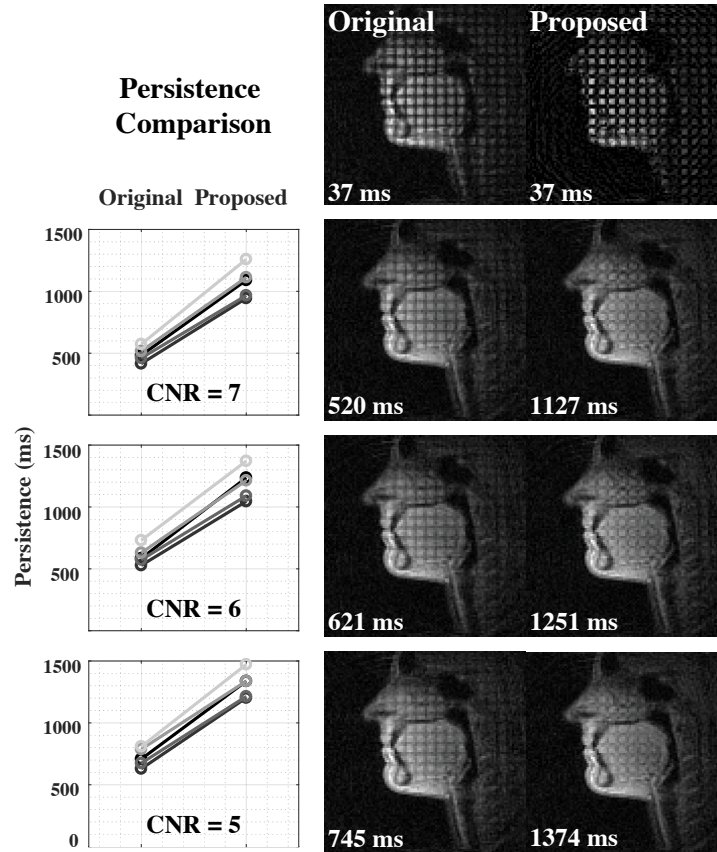 Persistence
Comparison
Original Proposed
37 ms 37 ms
Original Proposed
1500
1000
500
CNR = 7
520 ms 1127 ms
1500
1000
500
CNR = 6
Persistence (ms)
621 ms 1251 ms
1500
1000
500
0
CNR = 5
745 ms 1374 ms